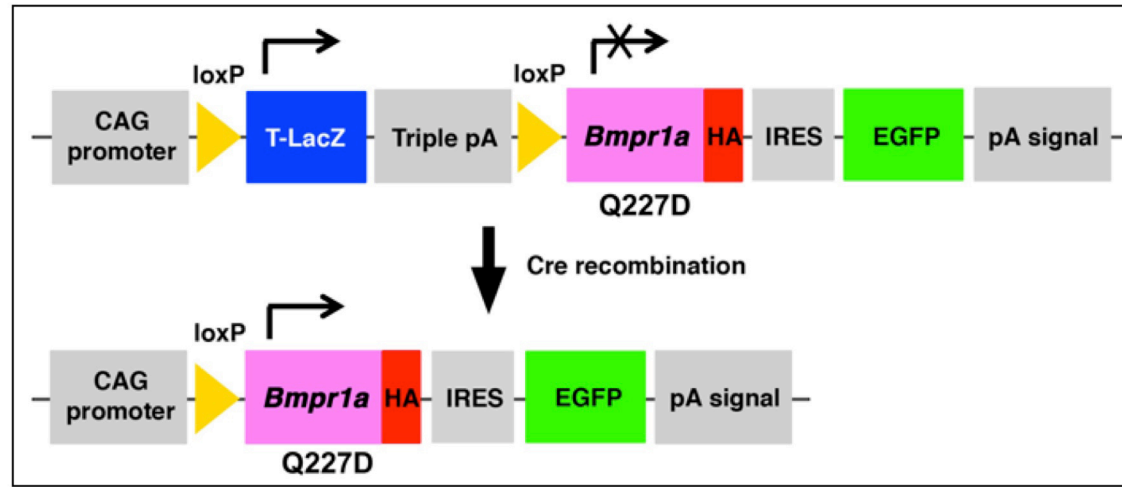 loxP
loxP
CAG
promoter
T-LacZ
Triple pA
Bmpr1a
HA
IRES
EGFP
pA signal
Q227D
Cre recombination
loxP
CAG
promoter
Bmpr1a
HA
IRES
EGFP
pA signal
Q227D